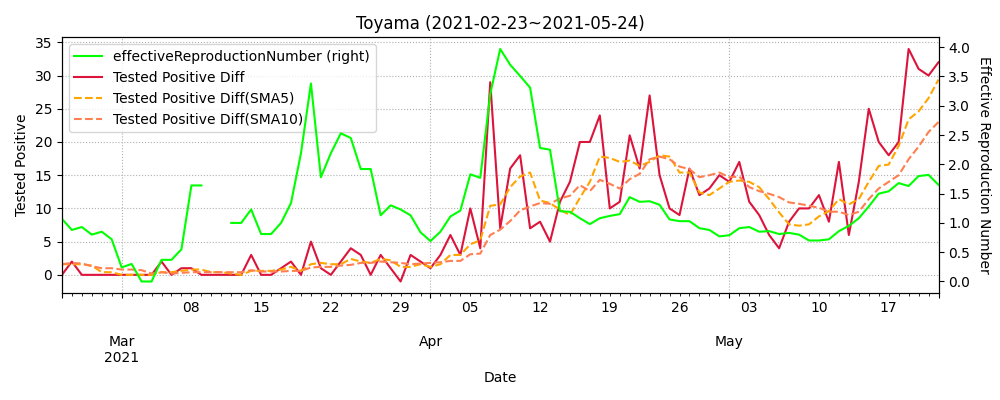 Toyama (2021-02-23~2021-05-24)
effectiveReproductionNumber (right)
Tested Positive Diff
Tested Positive Diff(SMA5)
Tested Positive Diff(SMA10)
Tested Positive
35
30
25
20
15
10
5
0
4.0
3.5
3.0
2.5
2.0
1.5
1.0
0.5
0.0
Effective Reproduction Number
08 15 22 29 05 12 19 26 03 10 17
Mar Apr May
2021
Date